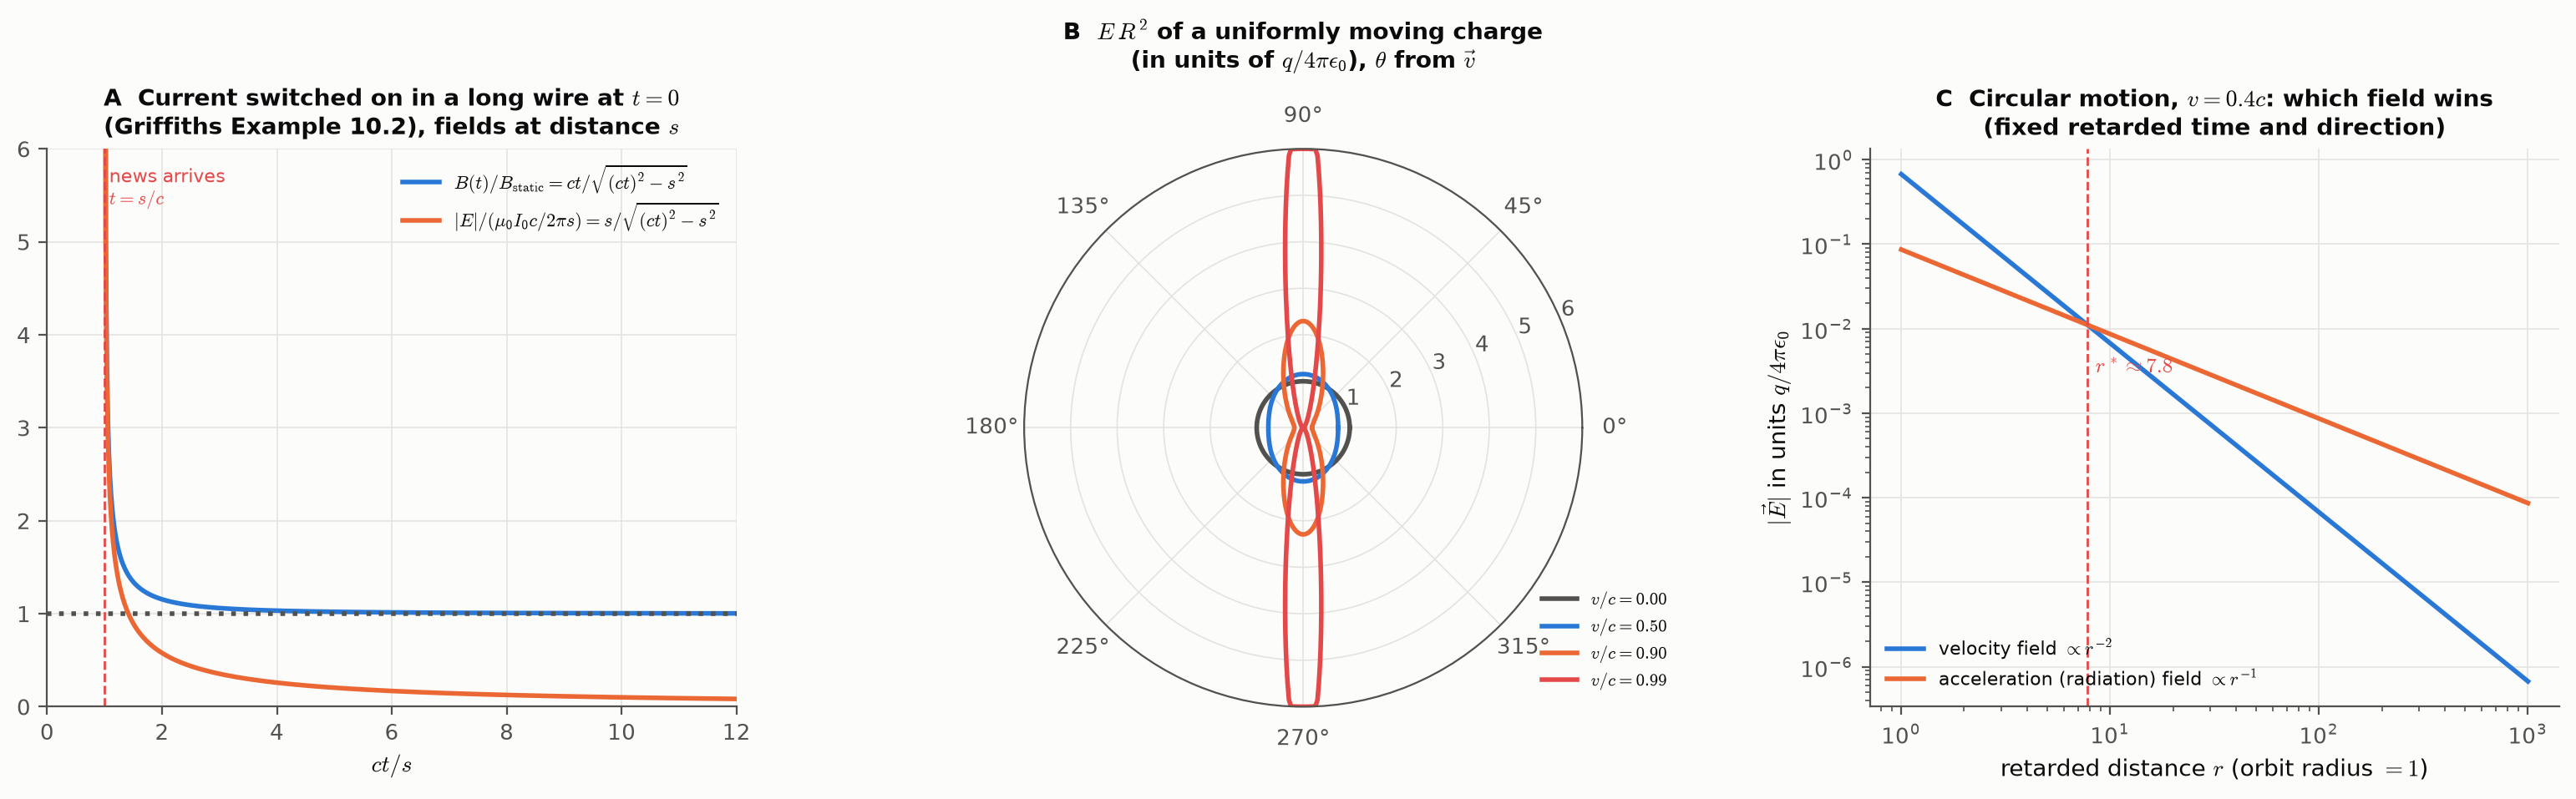 A Current switched on in a long wire at t = 0
(Griffiths Example 10.2), fields at distance s
6
5
4
3
2
1
0
news arrives
t = s/c
B(t)/B_static = ct/√((ct)² − s²)
|E|/(μ₀I₀c/2πs) = s/√((ct)² − s²)
0 2 4 6 8 10 12
ct/s
B E R² of a uniformly moving charge
(in units of q/4πϵ₀), θ from v⃗
90°
135° 45°
180° 0°
225° 315°
270°
1 2 3 4 5 6
v/c = 0.00
v/c = 0.50
v/c = 0.90
v/c = 0.99
C Circular motion, v = 0.4c: which field wins
(fixed retarded time and direction)
|E⃗| in units q/4πϵ₀
10⁰
10⁻¹
10⁻²
10⁻³
10⁻⁴
10⁻⁵
10⁻⁶
r* ≈ 7.8
velocity field ∝ r⁻²
acceleration (radiation) field ∝ r⁻¹
10⁰ 10¹ 10² 10³
retarded distance r (orbit radius = 1)